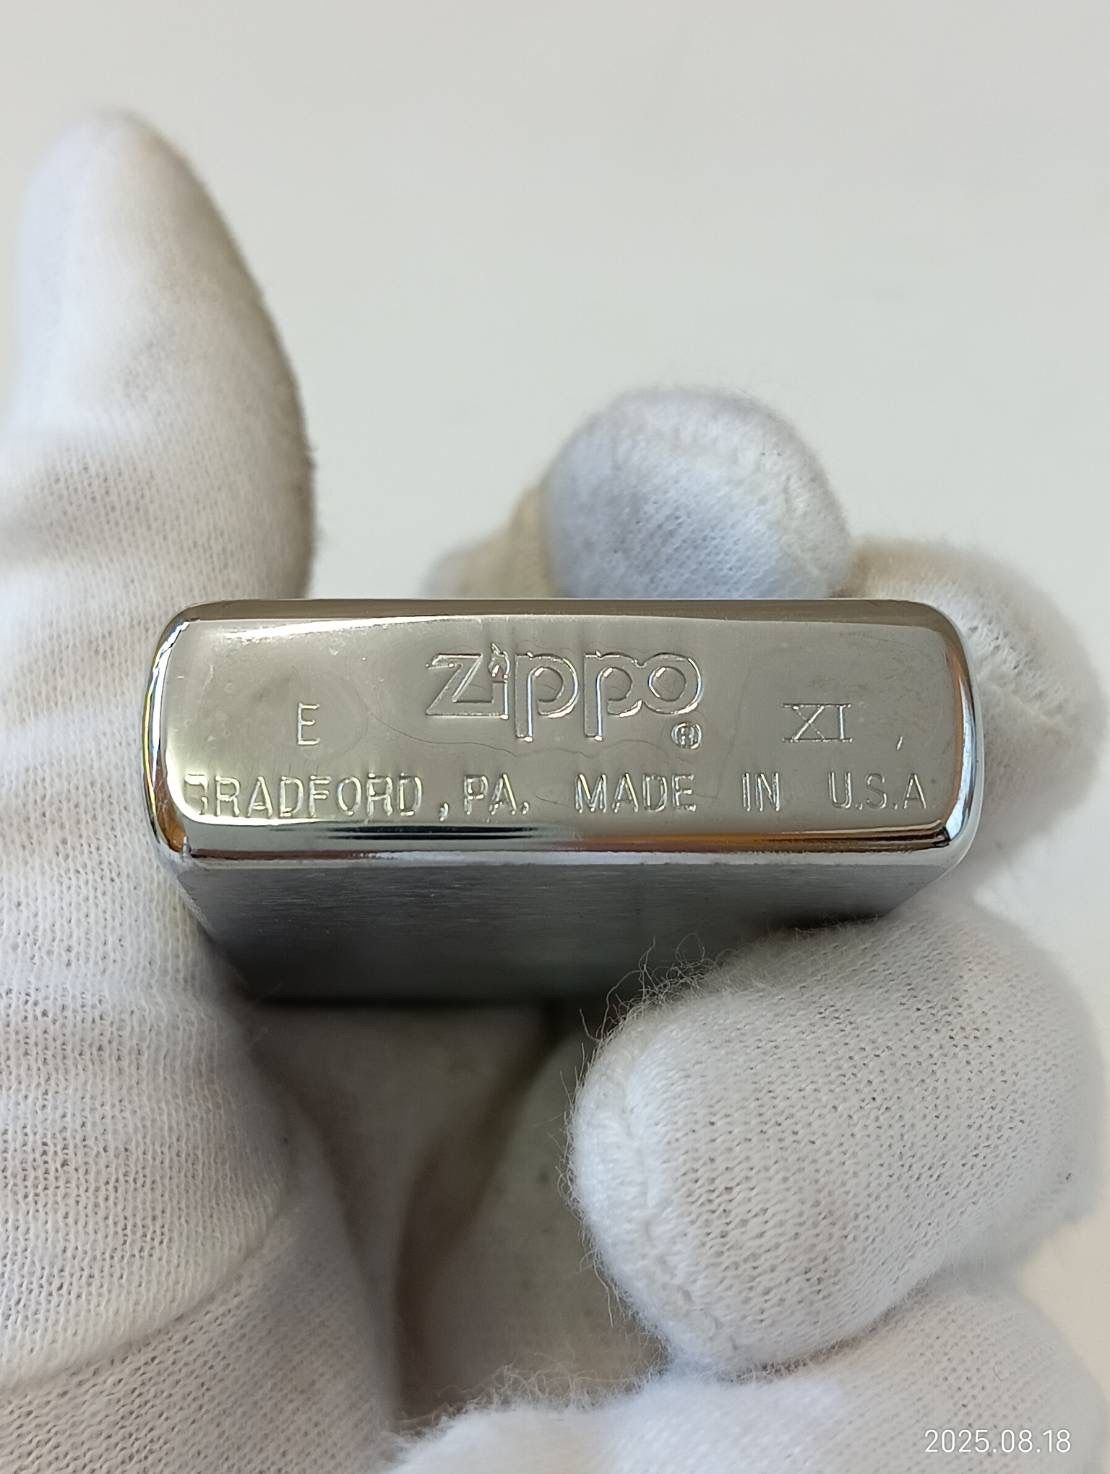 zippo
E ® XI
BRADFORD, PA. MADE IN U.S.A
2025.08.18